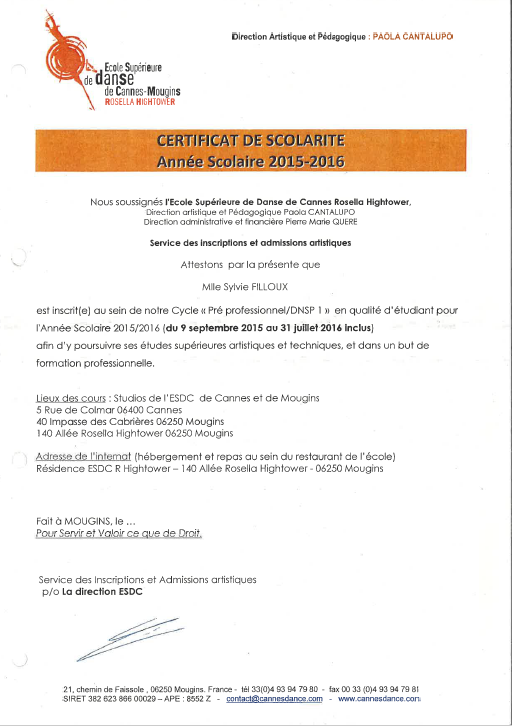 Direction Artistique et Pédagogique : PAOLA CANTALUPO
Ecole Supérieure
de danse
de Cannes-Mougins
ROSELLA HIGHTOWER
CERTIFICAT DE SCOLARITE
Année Scolaire 2015-2016
Nous soussignés l'Ecole Supérieure de Danse de Cannes Rosella Hightower,
Direction artistique et Pédagogique Paola CANTALUPO
Direction administrative et financière Pierre Marie QUERE
Service des inscriptions et admissions artistiques
Attestons par la présente que
Mlle Sylvie FILLOUX
est inscrit(e) au sein de notre Cycle « Pré professionnel/DNSP 1 » en qualité d'étudiant pour
l'Année Scolaire 2015/2016 (du 9 septembre 2015 au 31 juillet 2016 inclus)
afin d'y poursuivre ses études supérieures artistiques et techniques, et dans un but de
formation professionnelle.
Lieux des cours : Studios de l'ESDC de Cannes et de Mougins
5 Rue de Colmar 06400 Cannes
40 Impasse des Cabrières 06250 Mougins
140 Allée Rosella Hightower 06250 Mougins
Adresse de l'internat (hébergement et repas au sein du restaurant de l'école)
Résidence ESDC R Hightower – 140 Allée Rosella Hightower - 06250 Mougins
Fait à MOUGINS, le ...
Pour Servir et Valoir ce que de Droit.
Service des Inscriptions et Admissions artistiques
p/o La direction ESDC
21, chemin de Faissole , 06250 Mougins. France - tél 33(0)4 93 94 79 80 - fax 00 33 (0)4 93 94 79 81
SIRET 382 623 866 00029 – APE : 8552 Z - contact@cannesdance.com - www.cannesdance.com